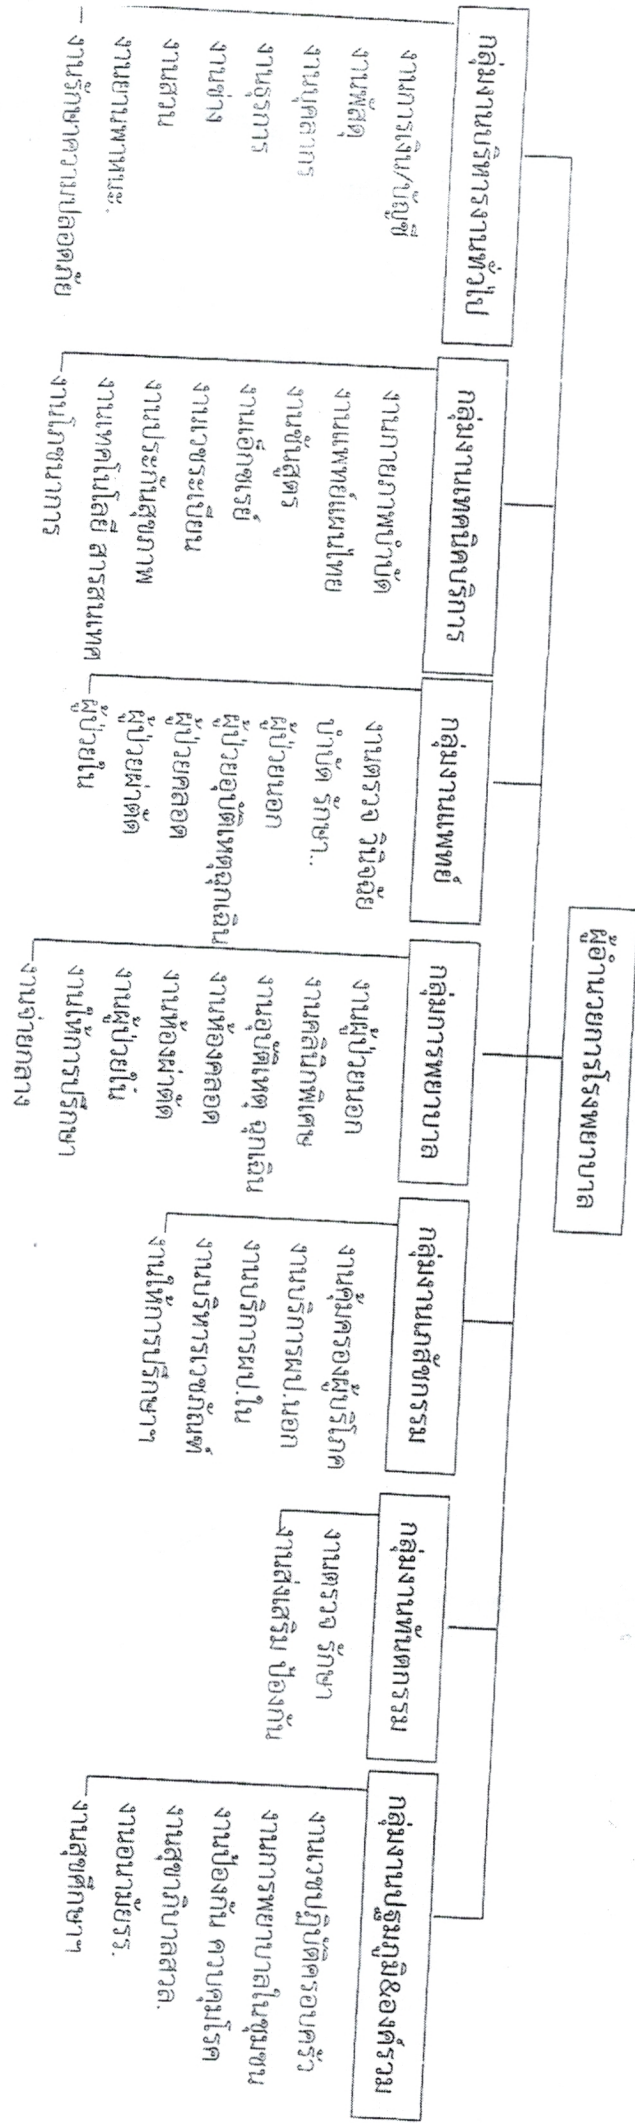 ผู้อำนวยการโรงพยาบาล
กลุ่มงานบริหารงานทั่วไป
งานการเงิน/บัญชี
งานพัสดุ
งานบุคลากร
งานธุรการ
งานช่าง
งานสวน
งานยานพาหนะ.
งานรักษาความปลอดภัย
กลุ่มงานเทคนิคบริการ
งานกายภาพบำบัด
งานแพทย์แผนไทย
งานชันสูตร
งานเอ็กซเรย์
งานเวชระเบียน
งานประกันสุขภาพ
งานเทคโนโลยี สารสนเทศ
งานโภชนาการ
กลุ่มงานแพทย์
งานตรวจ วินิจฉัย
บำบัด รักษา..
ผู้ป่วยนอก
ผู้ป่วยอุบัติเหตุฉุกเฉิน
ผู้ป่วยคลอด
ผู้ป่วยผ่าตัด
ผู้ป่วยใน
กลุ่มการพยาบาล
งานผู้ป่วยนอก
งานคลินิกพิเศษ
งานอุบัติเหตุ ฉุกเฉิน
งานห้องคลอด
งานห้องผ่าตัด
งานผู้ป่วยใน
งานให้การปรึกษา
งานจ่ายกลาง
กลุ่มงานเภสัชกรรม
งานคุ้มครองผู้บริโภค
งานบริการผป.นอก
งานบริการผป.ใน
งานบริหารเวชภัณฑ์
งานให้การปรึกษาฯ
กลุ่มงานทันตกรรม
งานตรวจ รักษา
งานส่งเสริม ป้องกัน
กลุ่มงานปฐมภูมิ&องค์รวม
งานเวชปฏิบัติครอบครัว
งานการพยาบาลในชุมชน
งานป้องกัน ควบคุมโรค
งานสุขาภิบาลสวล.
งานอนามัยรร.
งานสุขศึกษาฯ